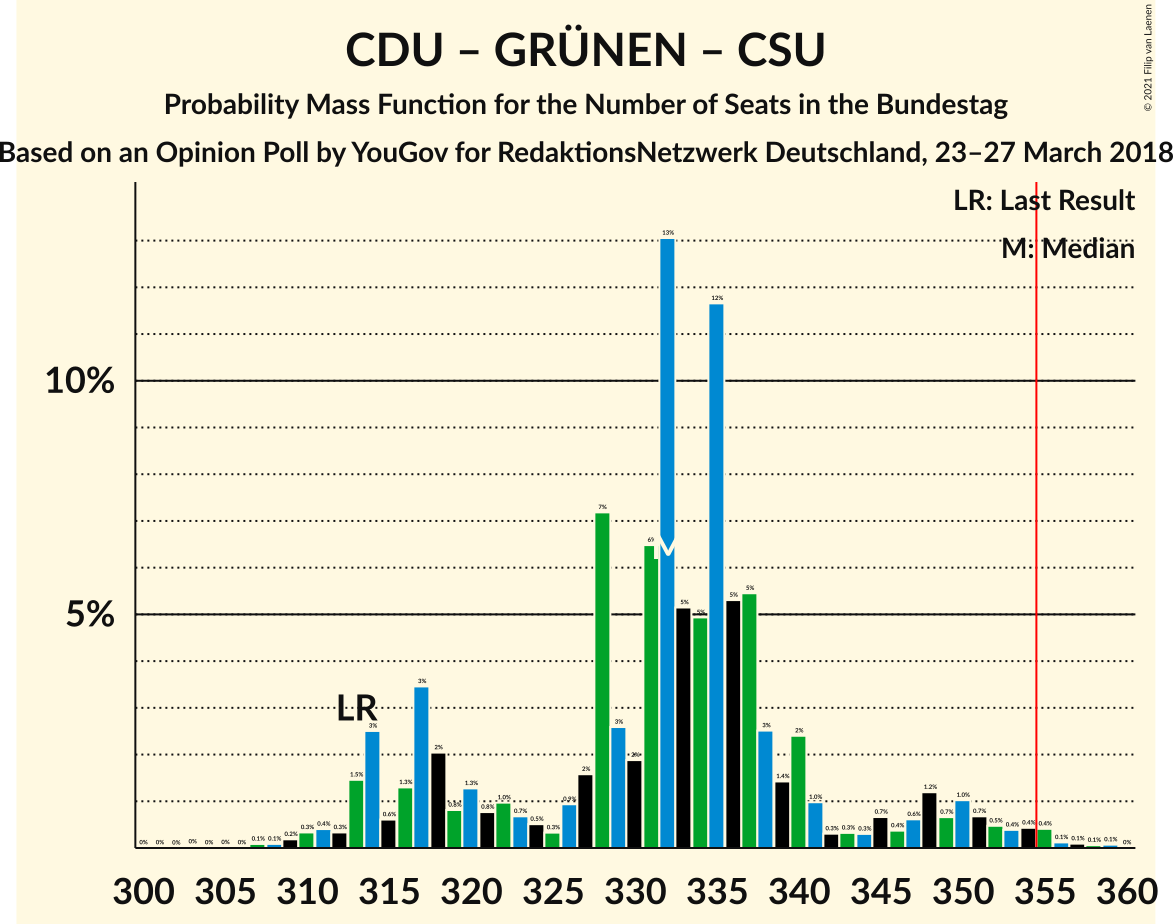 CDU – GRÜNEN – CSU
Probability Mass Function for the Number of Seats in the Bundestag
Based on an Opinion Poll by YouGov for RedaktionsNetzwerk Deutschland, 23–27 March 2018
© 2021 Filip van Laenen
LR: Last Result
M: Median
10%
5%
LR
M
0% 0% 0% 0% 0% 0% 0% 0.1% 0.1% 0.2% 0.3% 0.4% 0.3% 1.5% 3% 0.6% 1.3% 3% 2% 0.8% 1.3% 0.8% 1.0% 0.7% 0.5% 0.3% 0.9% 2% 7% 3% 2% 6% 13% 5% 5% 12% 5% 5% 3% 1.4% 2% 1.0% 0.3% 0.3% 0.3% 0.7% 0.4% 0.6% 1.2% 0.7% 1.0% 0.7% 0.5% 0.4% 0.4% 0.4% 0.1% 0.1% 0.1% 0.1% 0%
300 305 310 315 320 325 330 335 340 345 350 355 360